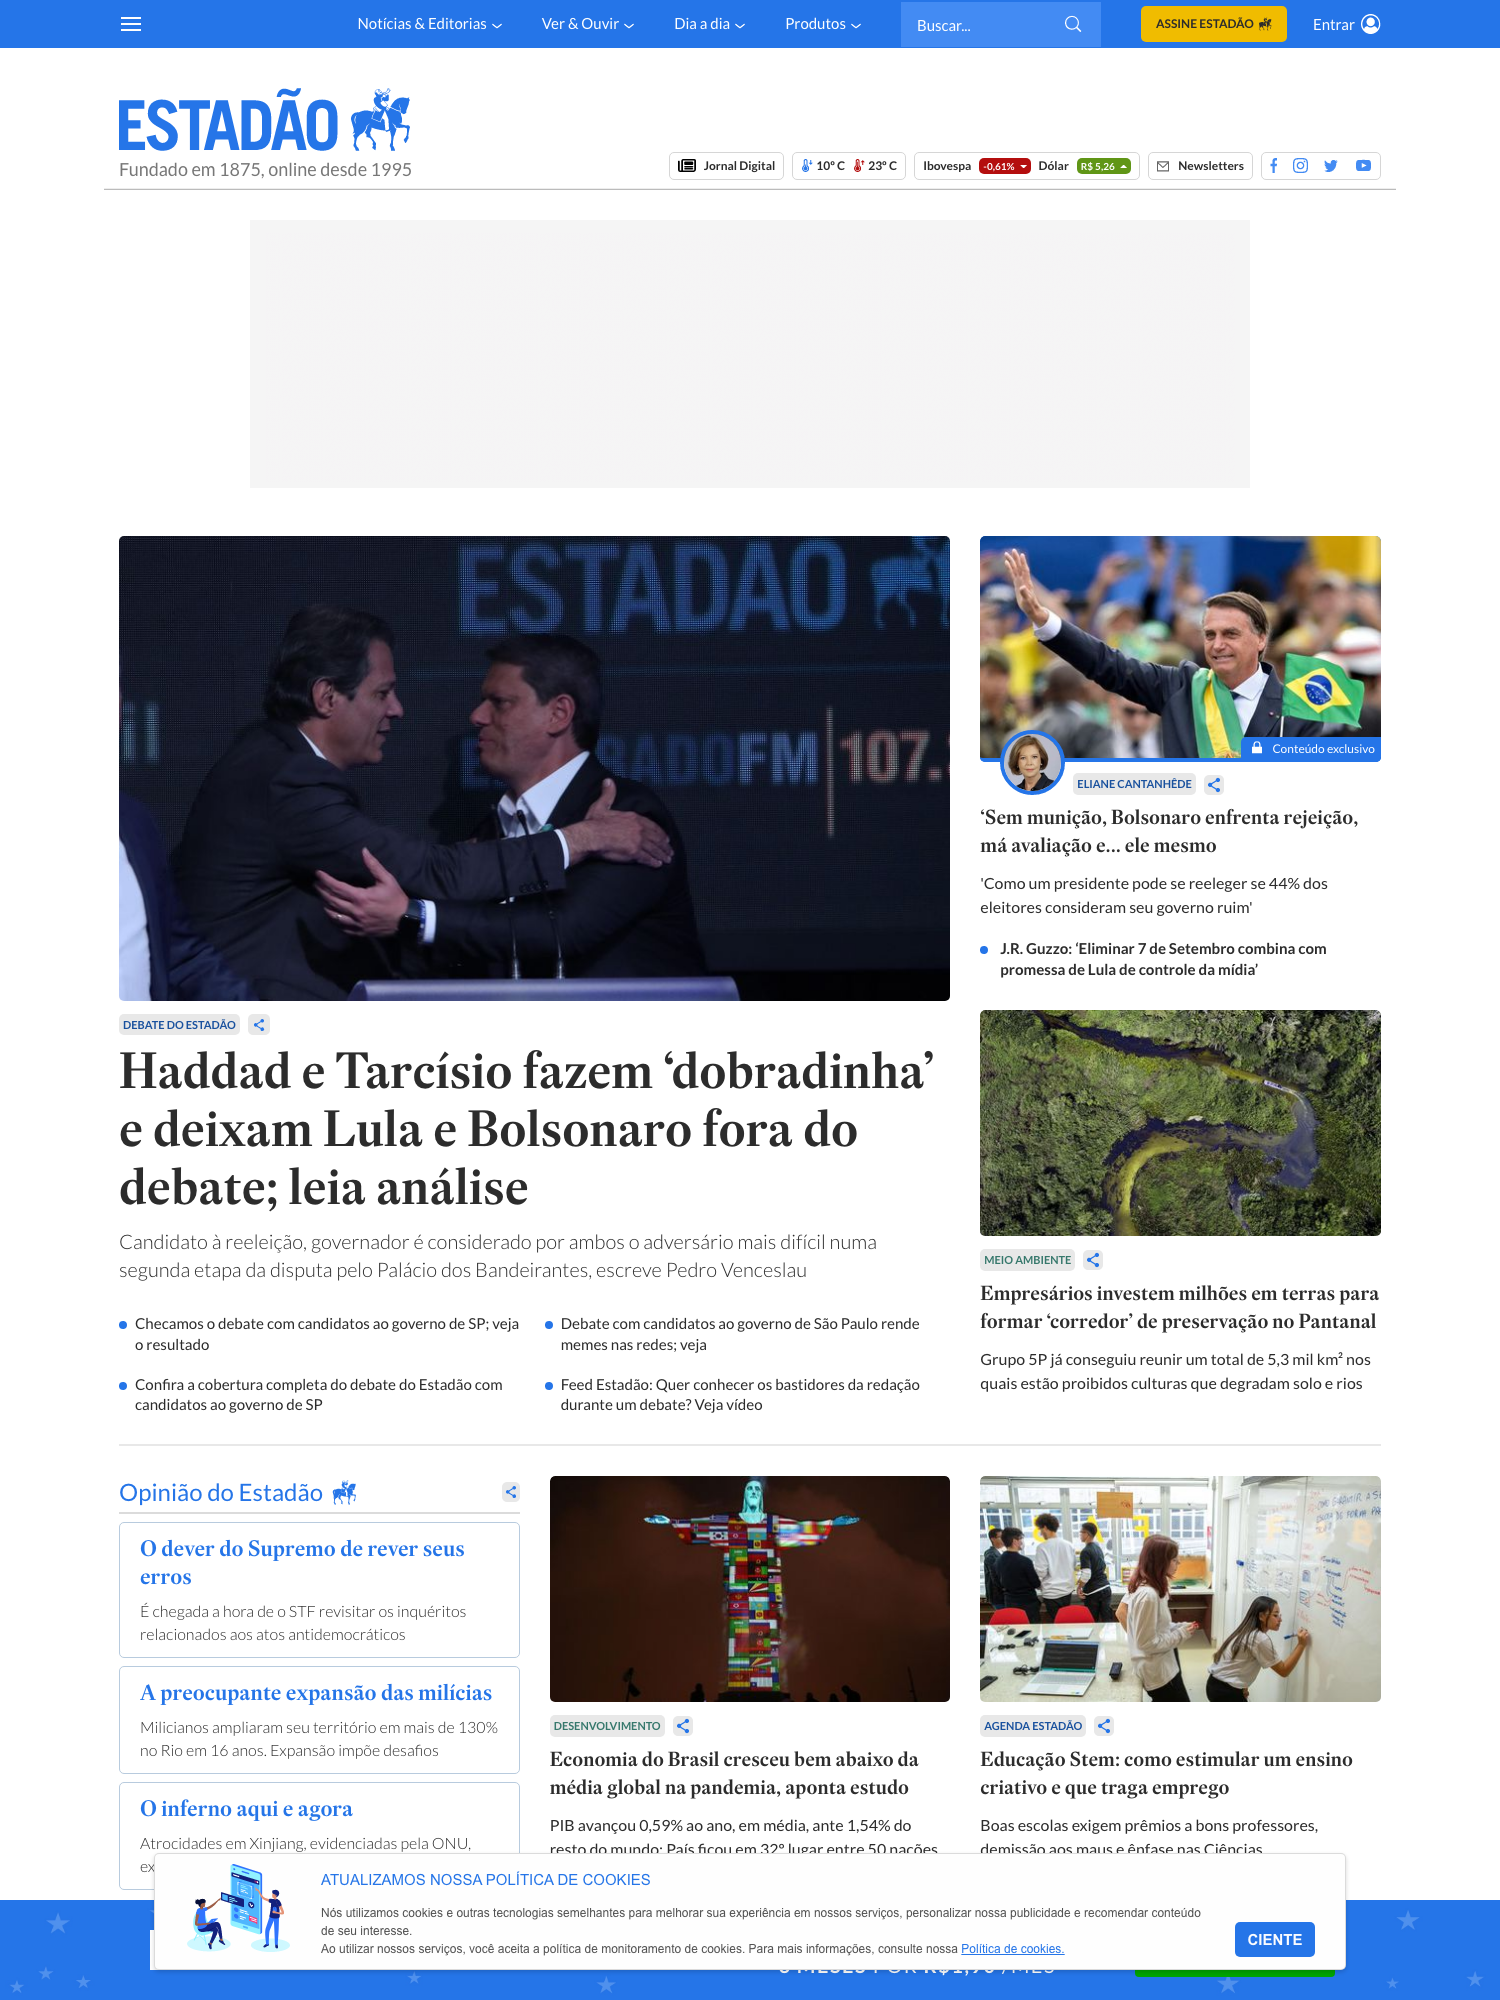 Notícias & Editorias
Ver & Ouvir
Dia a dia
Produtos
Buscar...
ASSINE ESTADÃO
Entrar
ESTADÃO
Fundado em 1875, online desde 1995
Jornal Digital
10º C
23º C
Ibovespa
-0,61%
Dólar
R$ 5,26
Newsletters
ESTADÃO
FM 107.
DEBATE DO ESTADÃO
Haddad e Tarcísio fazem ‘dobradinha’
e deixam Lula e Bolsonaro fora do
debate; leia análise
Candidato à reeleição, governador é considerado por ambos o adversário mais difícil numa
segunda etapa da disputa pelo Palácio dos Bandeirantes, escreve Pedro Venceslau
Checamos o debate com candidatos ao governo de SP; veja
o resultado
Confira a cobertura completa do debate do Estadão com
candidatos ao governo de SP
Debate com candidatos ao governo de São Paulo rende
memes nas redes; veja
Feed Estadão: Quer conhecer os bastidores da redação
durante um debate? Veja vídeo
Conteúdo exclusivo
ELIANE CANTANHÊDE
‘Sem munição, Bolsonaro enfrenta rejeição,
má avaliação e... ele mesmo
'Como um presidente pode se reeleger se 44% dos
eleitores consideram seu governo ruim'
J.R. Guzzo: ‘Eliminar 7 de Setembro combina com
promessa de Lula de controle da mídia’
MEIO AMBIENTE
Empresários investem milhões em terras para
formar ‘corredor’ de preservação no Pantanal
Grupo 5P já conseguiu reunir um total de 5,3 mil km² nos
quais estão proibidos culturas que degradam solo e rios
Opinião do Estadão
O dever do Supremo de rever seus
erros
É chegada a hora de o STF revisitar os inquéritos
relacionados aos atos antidemocráticos
A preocupante expansão das milícias
Milicianos ampliaram seu território em mais de 130%
no Rio em 16 anos. Expansão impõe desafios
O inferno aqui e agora
Atrocidades em Xinjiang, evidenciadas pela ONU,
DESENVOLVIMENTO
Economia do Brasil cresceu bem abaixo da
média global na pandemia, aponta estudo
PIB avançou 0,59% ao ano, em média, ante 1,54% do
resto do mundo; País ficou em 32º lugar entre 50 nações
AGENDA ESTADÃO
Educação Stem: como estimular um ensino
criativo e que traga emprego
Boas escolas exigem prêmios a bons professores,
demissão aos maus e ênfase nas Ciências
ATUALIZAMOS NOSSA POLÍTICA DE COOKIES
Nós utilizamos cookies e outras tecnologias semelhantes para melhorar sua experiência em nossos serviços, personalizar nossa publicidade e recomendar conteúdo
de seu interesse.
Ao utilizar nossos serviços, você aceita a política de monitoramento de cookies. Para mais informações, consulte nossa Política de cookies.
CIENTE